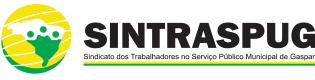 SINTRASPUG
Sindicato dos Trabalhadores no Serviço Público Municipal de Gaspar